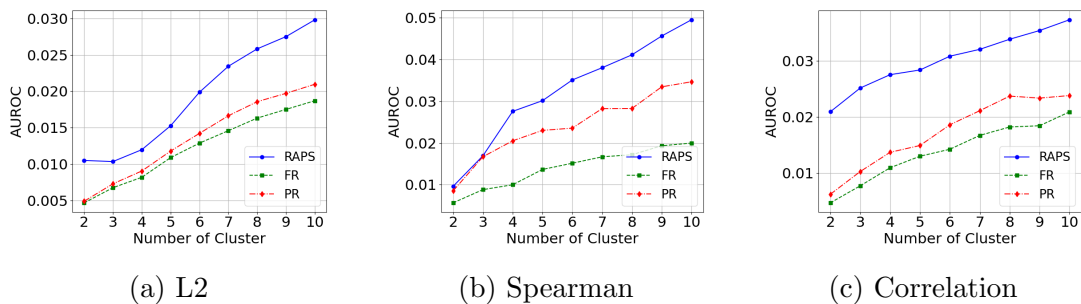 0.030
0.025
0.020
0.015
0.010
0.005
AUROC
RAPS
FR
PR
2 3 4 5 6 7 8 9 10
Number of Cluster
(a) L2
0.05
0.04
0.03
0.02
0.01
AUROC
RAPS
FR
PR
2 3 4 5 6 7 8 9 10
Number of Cluster
(b) Spearman
0.03
0.02
0.01
AUROC
RAPS
FR
PR
2 3 4 5 6 7 8 9 10
Number of Cluster
(c) Correlation